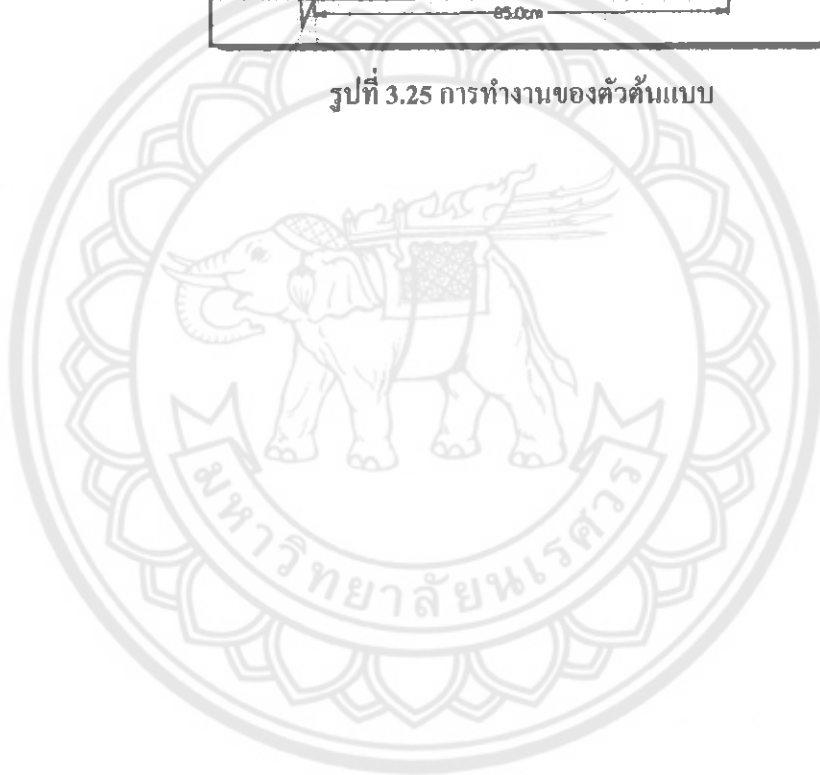 85.0cm
รูปที่ 3.25 การทำงานของตัวต้นแบบ
มหาวิทยาลัยนเรศวร